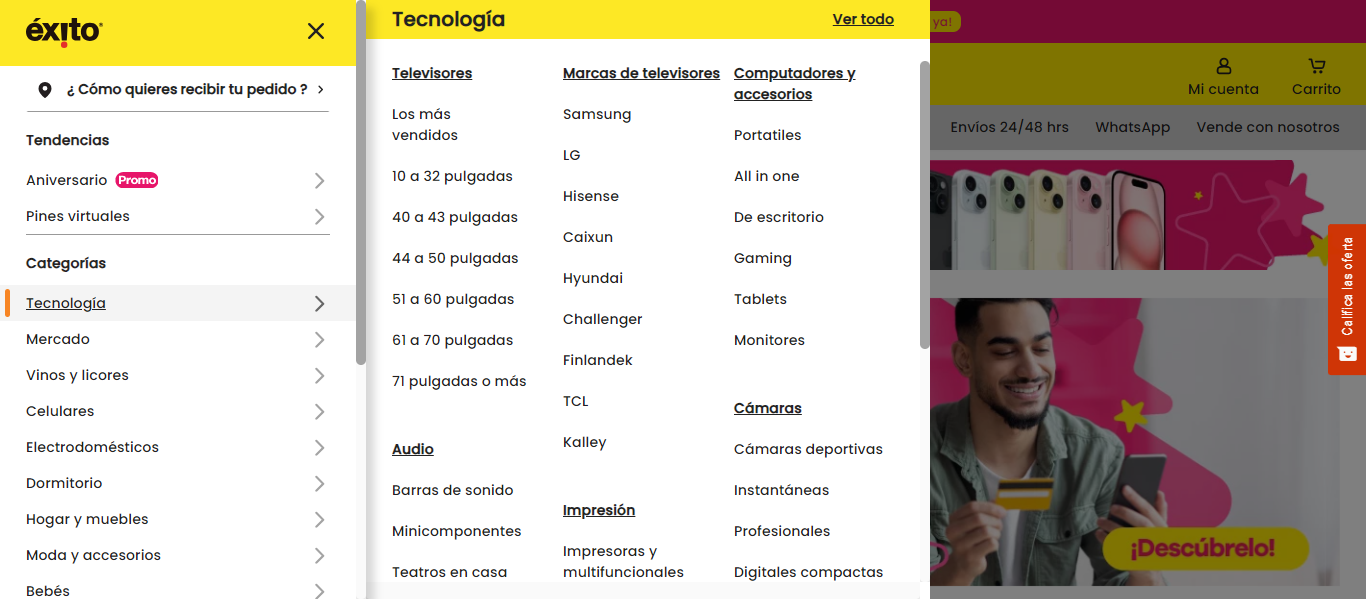 éxito
¿ Cómo quieres recibir tu pedido ?
Tendencias
Aniversario Promo
Pines virtuales
Categorías
Tecnología
Mercado
Vinos y licores
Celulares
Electrodomésticos
Dormitorio
Hogar y muebles
Moda y accesorios
Bebés
Tecnología
Ver todo
Televisores
Los más
vendidos
10 a 32 pulgadas
40 a 43 pulgadas
44 a 50 pulgadas
51 a 60 pulgadas
61 a 70 pulgadas
71 pulgadas o más
Audio
Barras de sonido
Minicomponentes
Teatros en casa
Marcas de televisores
Samsung
LG
Hisense
Caixun
Hyundai
Challenger
Finlandek
TCL
Kalley
Impresión
Impresoras y
multifuncionales
Computadores y
accesorios
Portatiles
All in one
De escritorio
Gaming
Tablets
Monitores
Cámaras
Cámaras deportivas
Instantáneas
Profesionales
Digitales compactas
ya!
Mi cuenta
Carrito
Envíos 24/48 hrs
WhatsApp
Vende con nosotros
Califica las oferta
¡Descúbrelo!